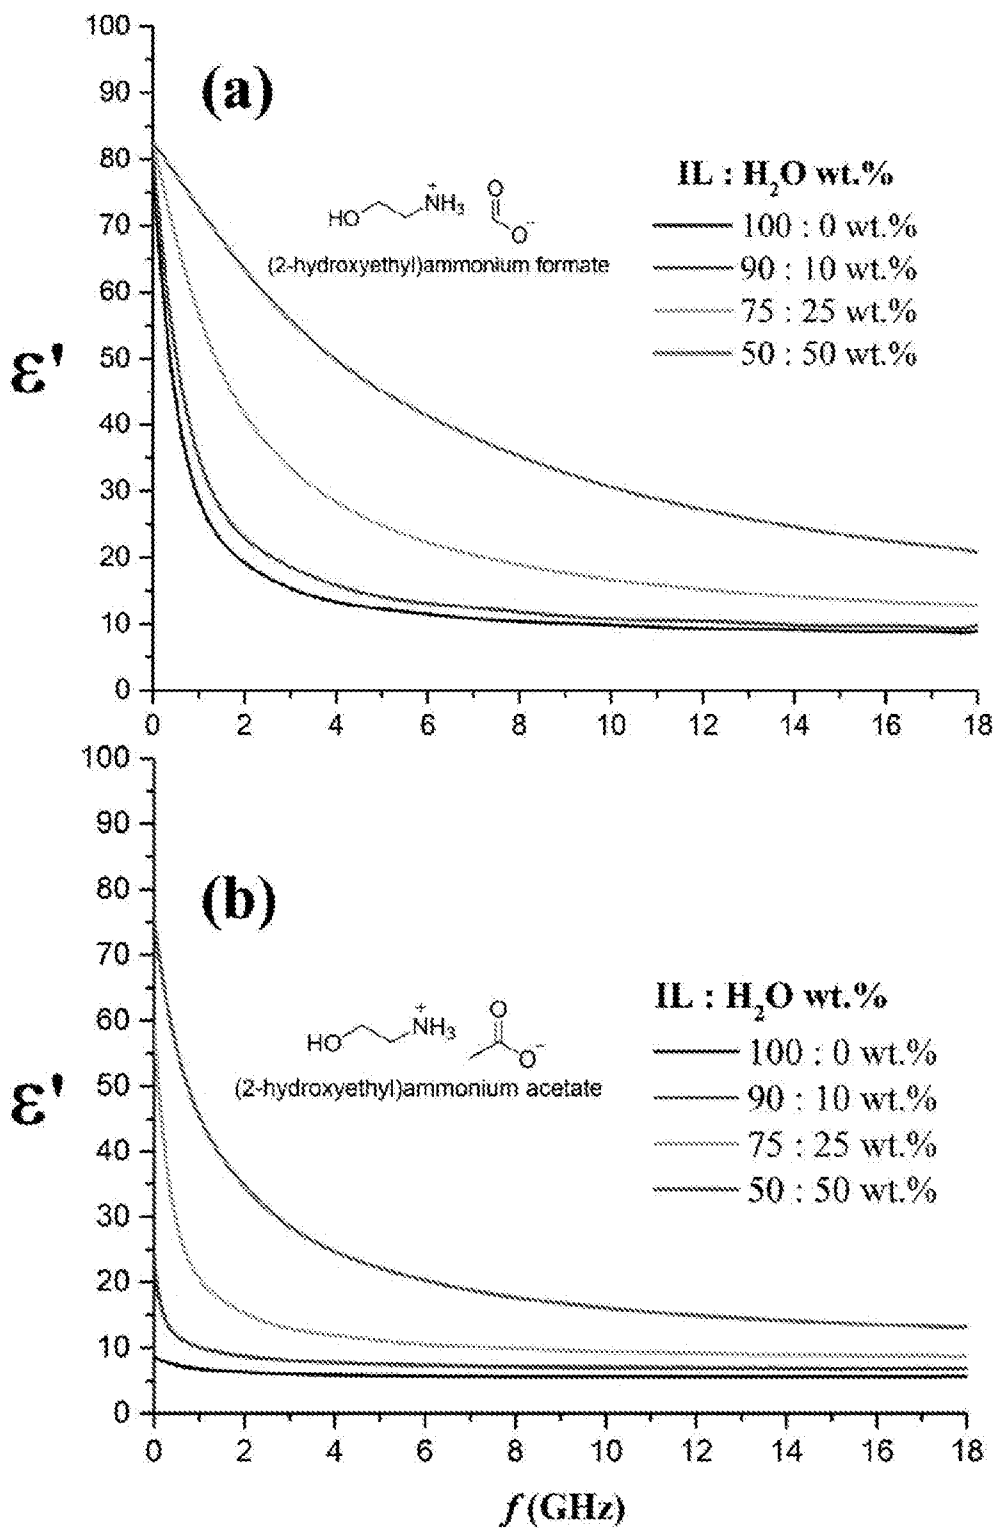 100
90
80
70
60
50
40
30
20
10
0
ε'
(a)
HO
+
NH3
O
O−
(2-hydroxyethyl)ammonium formate
IL : H2O wt.%
100 : 0 wt.%
90 : 10 wt.%
75 : 25 wt.%
50 : 50 wt.%
0 2 4 6 8 10 12 14 16 18
100
90
80
70
60
50
40
30
20
10
0
ε'
(b)
HO
+
NH3
O
O−
(2-hydroxyethyl)ammonium acetate
IL : H2O wt.%
100 : 0 wt.%
90 : 10 wt.%
75 : 25 wt.%
50 : 50 wt.%
0 2 4 6 8 10 12 14 16 18
f (GHz)